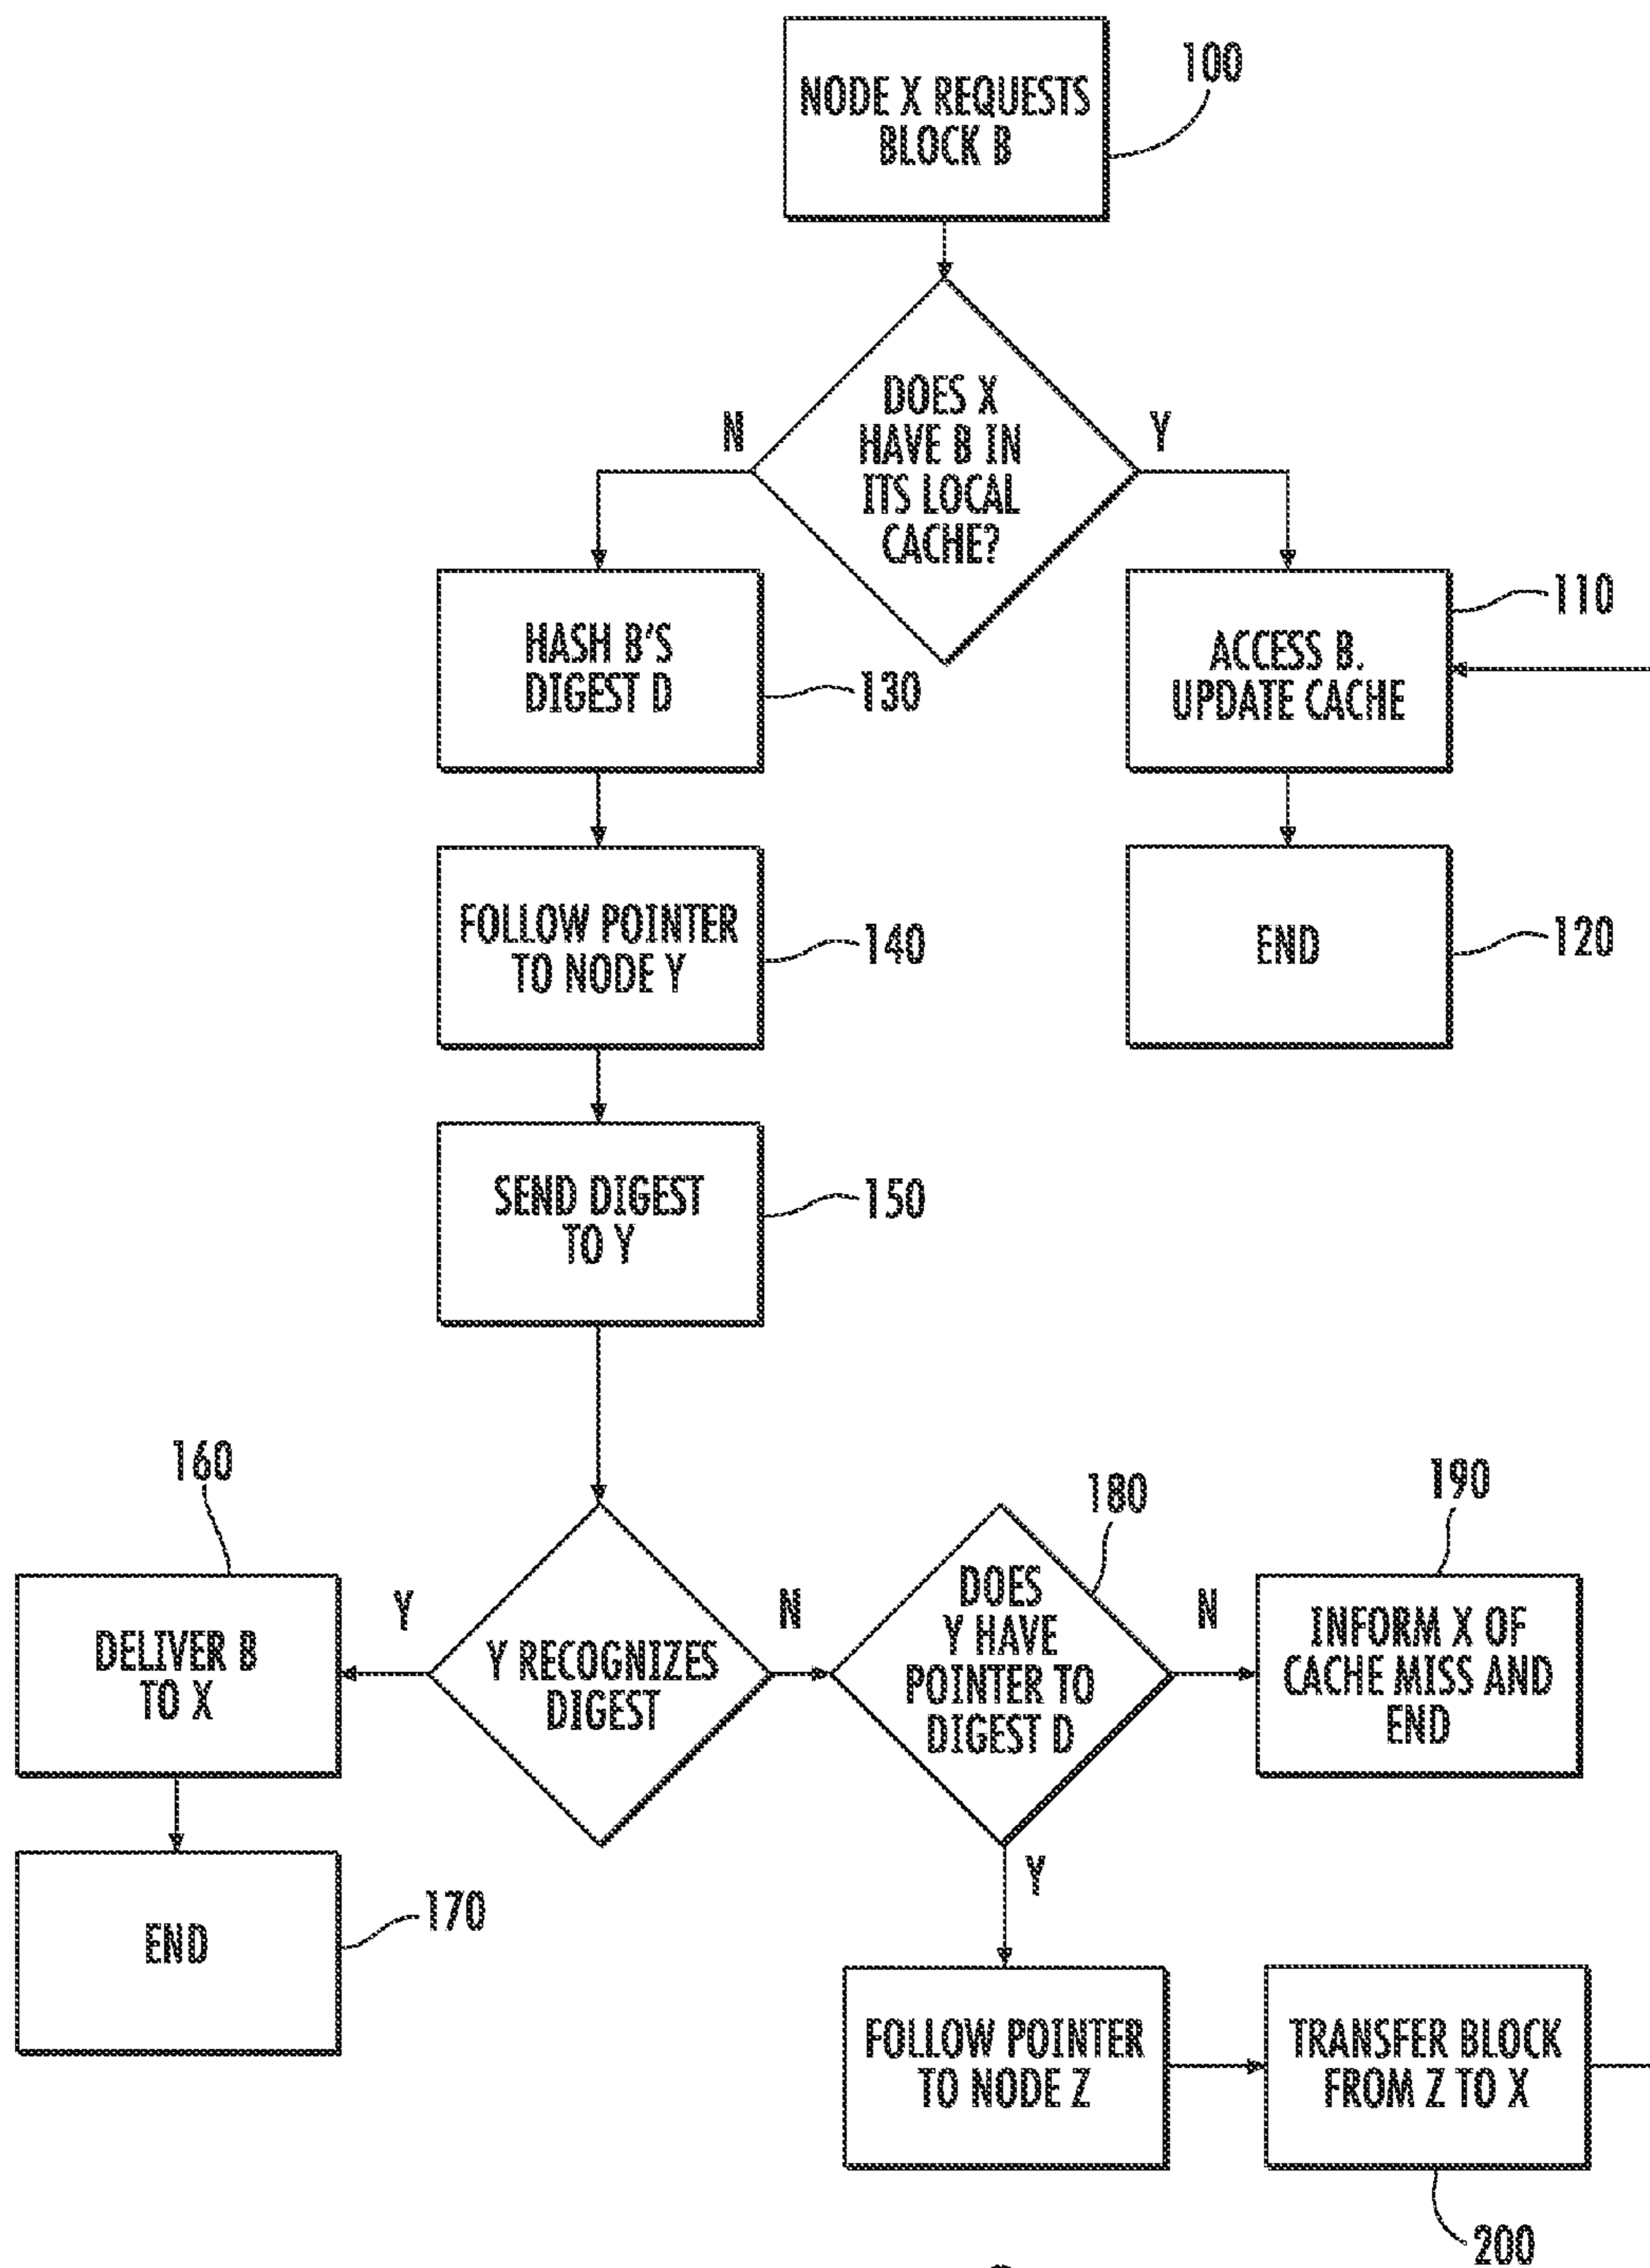 NODE X REQUESTS
BLOCK B
100
DOES X
HAVE B IN
ITS LOCAL
CACHE?
N
Y
HASH B'S
DIGEST D
130
ACCESS B.
UPDATE CACHE
110
FOLLOW POINTER
TO NODE Y
140
END
120
SEND DIGEST
TO Y
150
160
DELIVER B
TO X
Y
Y RECOGNIZES
DIGEST
N
180
DOES
Y HAVE
POINTER TO
DIGEST D
N
190
INFORM X OF
CACHE MISS AND
END
Y
END
170
FOLLOW POINTER
TO NODE Z
TRANSFER BLOCK
FROM Z TO X
200